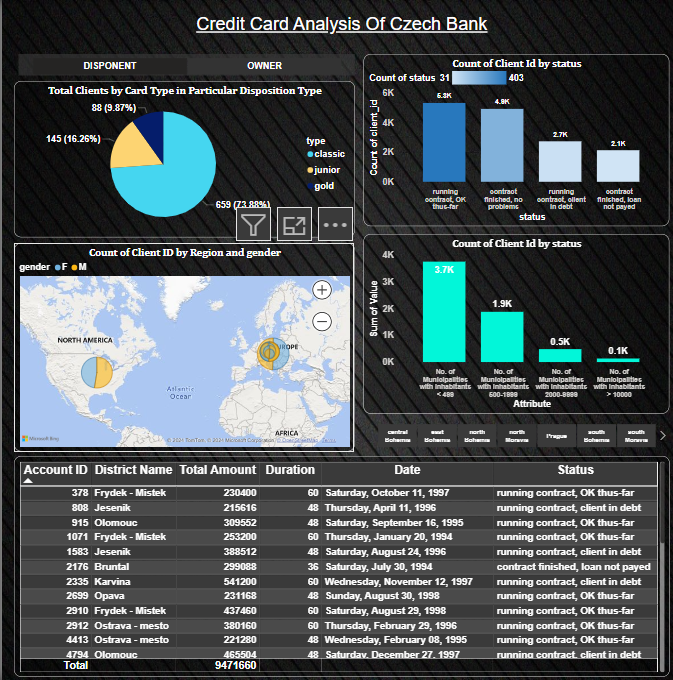 Credit Card Analysis Of Czech Bank
DISPONENT OWNER
Total Clients by Card Type in Particular Disposition Type
88 (9.87%)
145 (16.26%)
659 (73.88%)
type
classic
junior
gold
Count of Client Id by status
Count of status 31 403
Count of client_id
6K
4K
2K
0K
5.3K
4.9K
2.7K
2.1K
running
contract, OK
thus-far
contract
finished, no
problems
running
contract, client
in debt
contract
finished, loan
not payed
status
Count of Client ID by Region and gender
gender F M
NORTH AMERICA
Atlantic
Ocean
AFRICA
Microsoft Bing
Count of Client Id by status
Sum of Value
4K
3K
2K
1K
0K
3.7K
1.9K
0.5K
0.1K
No. of
Municipalities
with inhabitants
< 499
No. of
Municipalities
with inhabitants
500-1999
No. of
Municipalities
with inhabitants
2000-9999
No. of
Municipalities
with inhabitants
> 10000
Attribute
central
Bohemia
east
Bohemia
north
Bohemia
north
Moravia
Prague
south
Bohemia
south
Moravia
Account ID District Name Total Amount Duration Date Status
378 Frydek - Mistek 230400 60 Saturday, October 11, 1997 running contract, OK thus-far
808 Jesenik 215616 48 Thursday, April 11, 1996 running contract, client in debt
915 Olomouc 309552 48 Saturday, September 16, 1995 running contract, OK thus-far
1071 Frydek - Mistek 253200 60 Thursday, January 20, 1994 running contract, OK thus-far
1583 Jesenik 388512 48 Saturday, August 24, 1996 running contract, client in debt
2176 Bruntal 299088 36 Saturday, July 30, 1994 contract finished, loan not payed
2335 Karvina 541200 60 Wednesday, November 12, 1997 running contract, client in debt
2699 Opava 231168 48 Sunday, August 30, 1998 running contract, OK thus-far
2910 Frydek - Mistek 437460 60 Saturday, August 29, 1998 running contract, OK thus-far
2912 Ostrava - mesto 380160 60 Thursday, February 29, 1996 running contract, OK thus-far
4413 Ostrava - mesto 221280 48 Wednesday, February 08, 1995 running contract, OK thus-far
4794 Olomouc 465504 48 Saturday, December 27, 1997 running contract, client in debt
Total 9471660